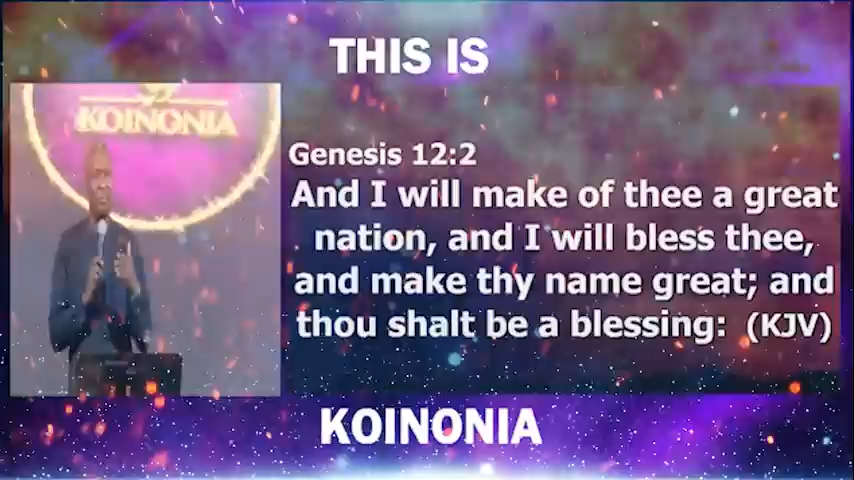 THIS IS
KOINONIA
Genesis 12:2
And I will make of thee a great
nation, and I will bless thee,
and make thy name great; and
thou shalt be a blessing: (KJV)
KOINONIA